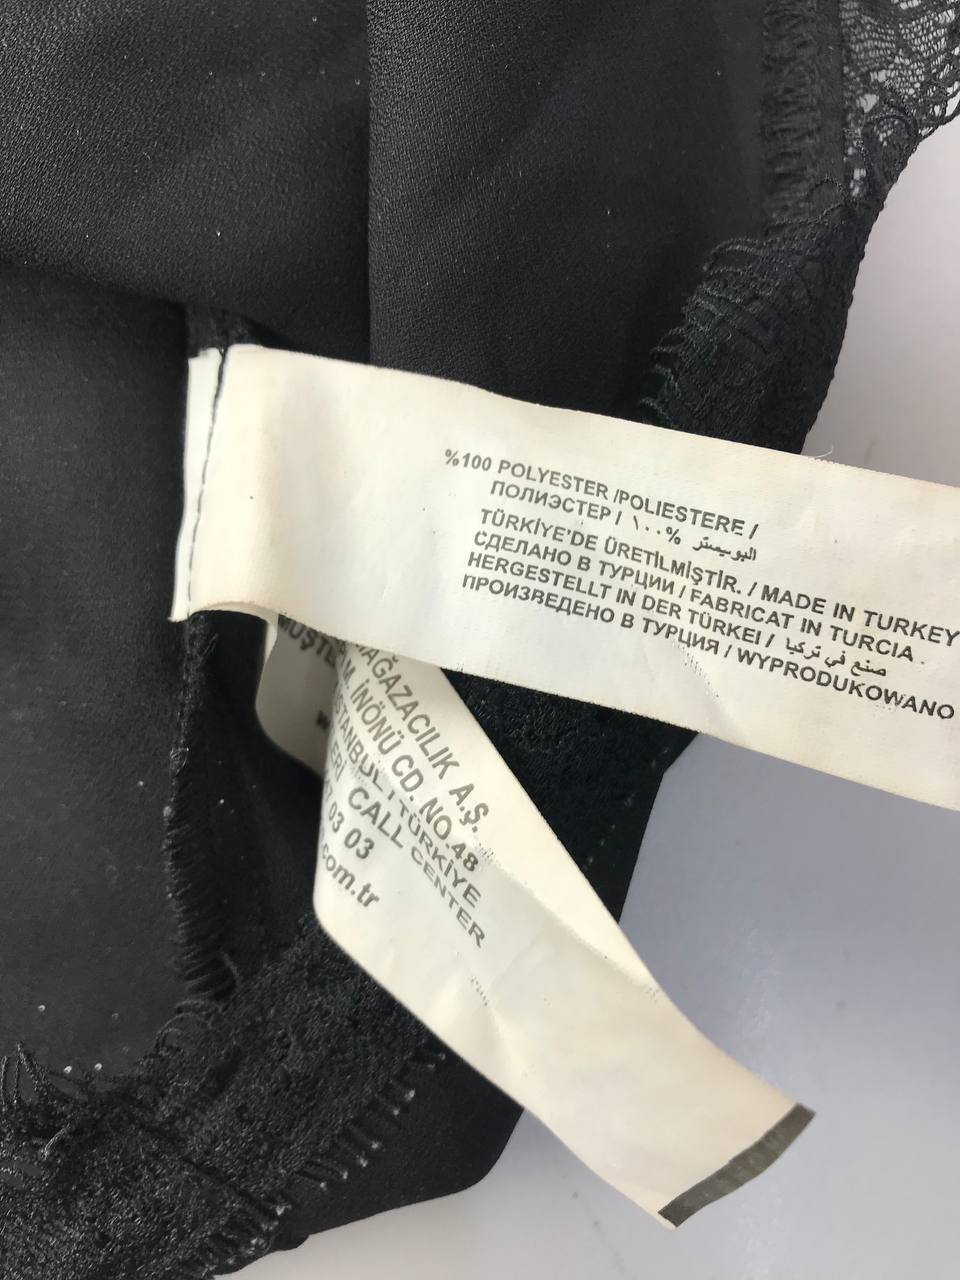 %100 POLYESTER /POLIESTERE /
ПОЛИЭСТЕР / ١٠٠% البوليستر
TÜRKİYE'DE ÜRETİLMİŞTİR. / MADE IN TURKEY
СДЕЛАНО В ТУРЦИИ / FABRICAT IN TURCIA .
HERGESTELLT IN DER TÜRKEI / صنع في تركيا
ПРОИЗВЕДЕНО В ТУРЦИЯ / WYPRODUKOWANO
MAĞAZACILIK A.Ş.
İNÖNÜ CD. NO.48
İSTANBUL / TÜRKİYE
CALL CENTER
03 03
.com.tr